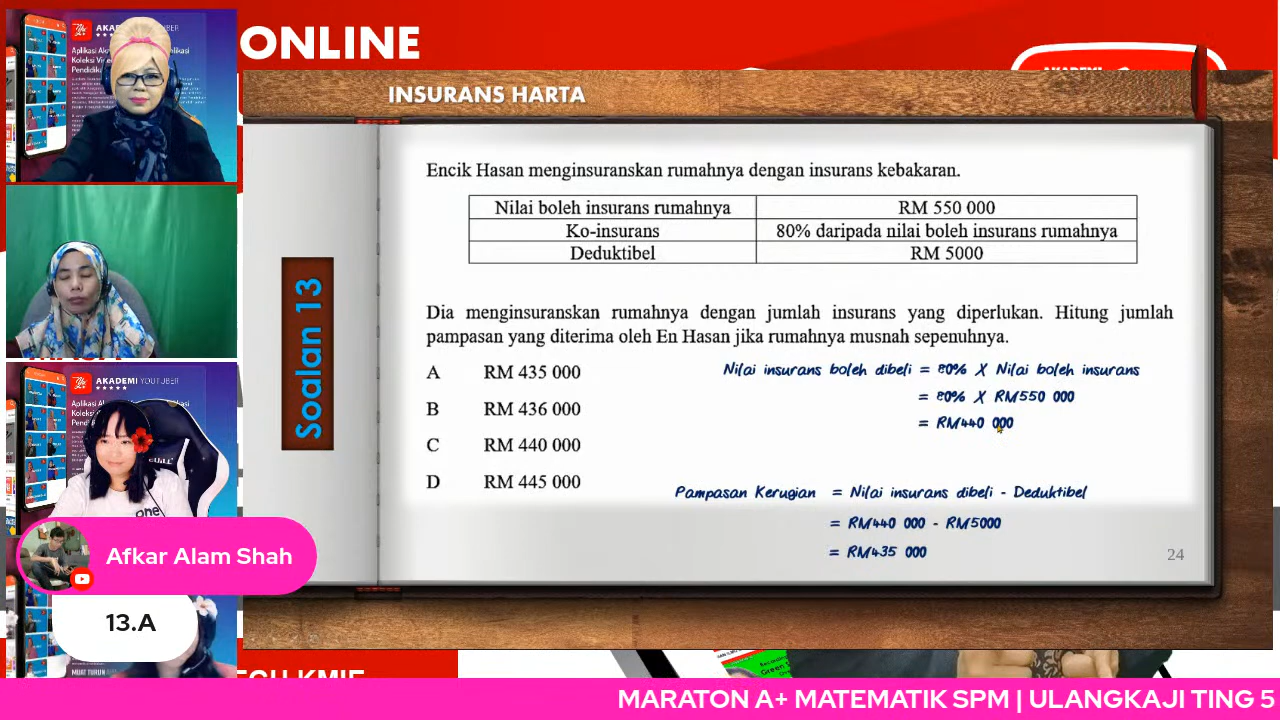 ONLINE
AKADEMI YOUTUBER
INSURANS HARTA
Encik Hasan menginsuranskan rumahnya dengan insurans kebakaran.
Nilai boleh insurans rumahnya RM 550 000
Ko-insurans 80% daripada nilai boleh insurans rumahnya
Deduktibel RM 5000
Soalan 13
Dia menginsuranskan rumahnya dengan jumlah insurans yang diperlukan. Hitung jumlah
pampasan yang diterima oleh En Hasan jika rumahnya musnah sepenuhnya.
A RM 435 000
B RM 436 000
C RM 440 000
D RM 445 000
Nilai insurans boleh dibeli = 80% X Nilai boleh insurans
= 80% X RM550 000
= RM440 000
Pampasan Kerugian = Nilai insurans dibeli - Deduktibel
= RM440 000 - RM5000
= RM435 000
24
Afkar Alam Shah
13.A
MARATON A+ MATEMATIK SPM | ULANGKAJI TING 5